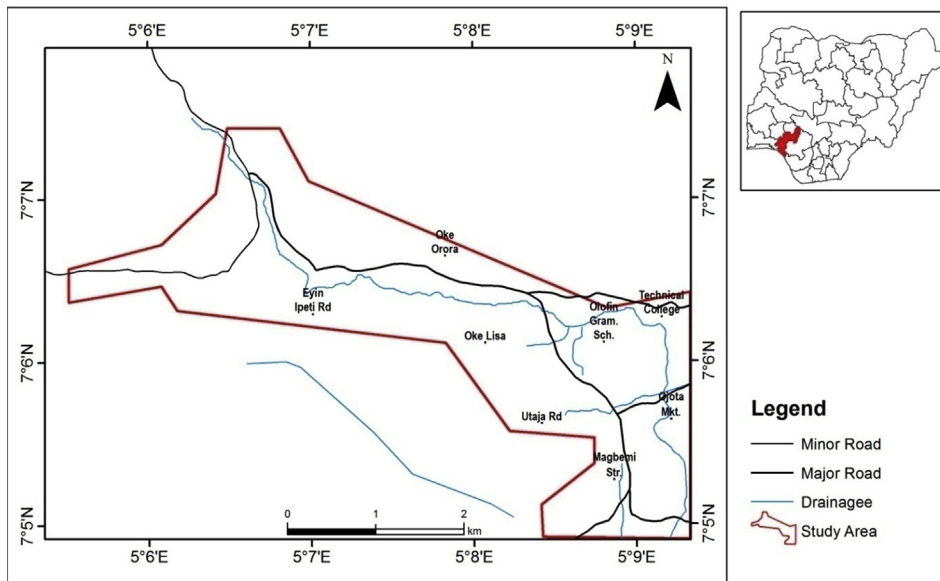 5°6'E
5°7'E
5°8'E
5°9'E
N
7°7'N
7°7'N
Oke
Orora
Eyin
Ipeti Rd
Technical
College
Olofin
Gram.
Sch.
Oke Lisa
7°6'N
7°6'N
Utaja Rd
Ojota
Mkt.
Magbemi
Str.
7°5'N
7°5'N
0
1
2
km
5°6'E
5°7'E
5°8'E
5°9'E
Legend
Minor Road
Major Road
Drainagee
Study Area